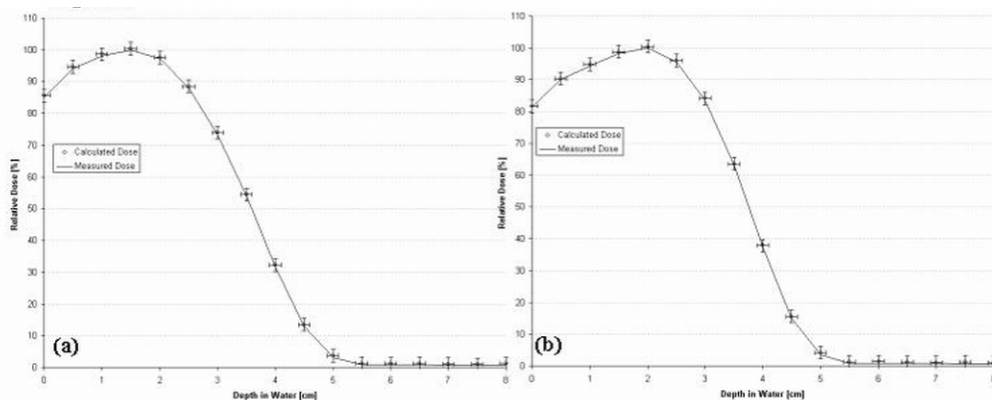 110
100
90
80
70
60
50
40
30
20
10
0
Relative Dose [%]
Calculated Dose
Measured Dose
(a)
0 1 2 3 4 5 6 7 8
Depth in Water [cm]
110
100
90
80
70
60
50
40
30
20
10
0
Relative Dose [%]
Calculated Dose
Measured Dose
(b)
0 1 2 3 4 5 6 7
Depth in Water [cm]